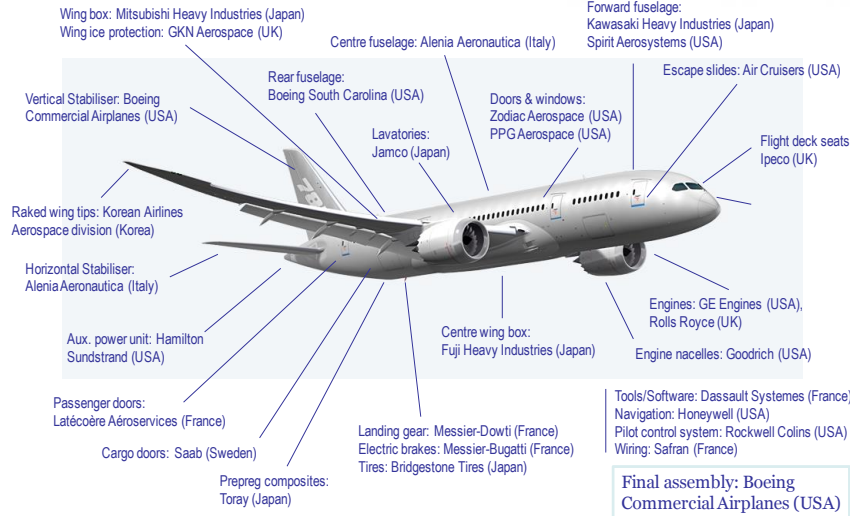 Wing box: Mitsubishi Heavy Industries (Japan)
Wing ice protection: GKN Aerospace (UK)
Centre fuselage: Alenia Aeronautica (Italy)
Forward fuselage:
Kawasaki Heavy Industries (Japan)
Spirit Aerosystems (USA)
Escape slides: Air Cruisers (USA)
Rear fuselage:
Boeing South Carolina (USA)
Vertical Stabiliser: Boeing
Commercial Airplanes (USA)
Doors & windows:
Zodiac Aerospace (USA)
PPG Aerospace (USA)
Lavatories:
Jamco (Japan)
Flight deck seats
Ipeco (UK)
78
Raked wing tips: Korean Airlines
Aerospace division (Korea)
Horizontal Stabiliser:
Alenia Aeronautica (Italy)
Engines: GE Engines (USA),
Rolls Royce (UK)
Aux. power unit: Hamilton
Sundstrand (USA)
Centre wing box:
Fuji Heavy Industries (Japan)
Engine nacelles: Goodrich (USA)
Passenger doors:
Latécoère Aéroservices (France)
Cargo doors: Saab (Sweden)
Prepreg composites:
Toray (Japan)
Landing gear: Messier-Dowti (France)
Electric brakes: Messier-Bugatti (France)
Tires: Bridgestone Tires (Japan)
Tools/Software: Dassault Systemes (France)
Navigation: Honeywell (USA)
Pilot control system: Rockwell Colins (USA)
Wiring: Safran (France)
Final assembly: Boeing
Commercial Airplanes (USA)